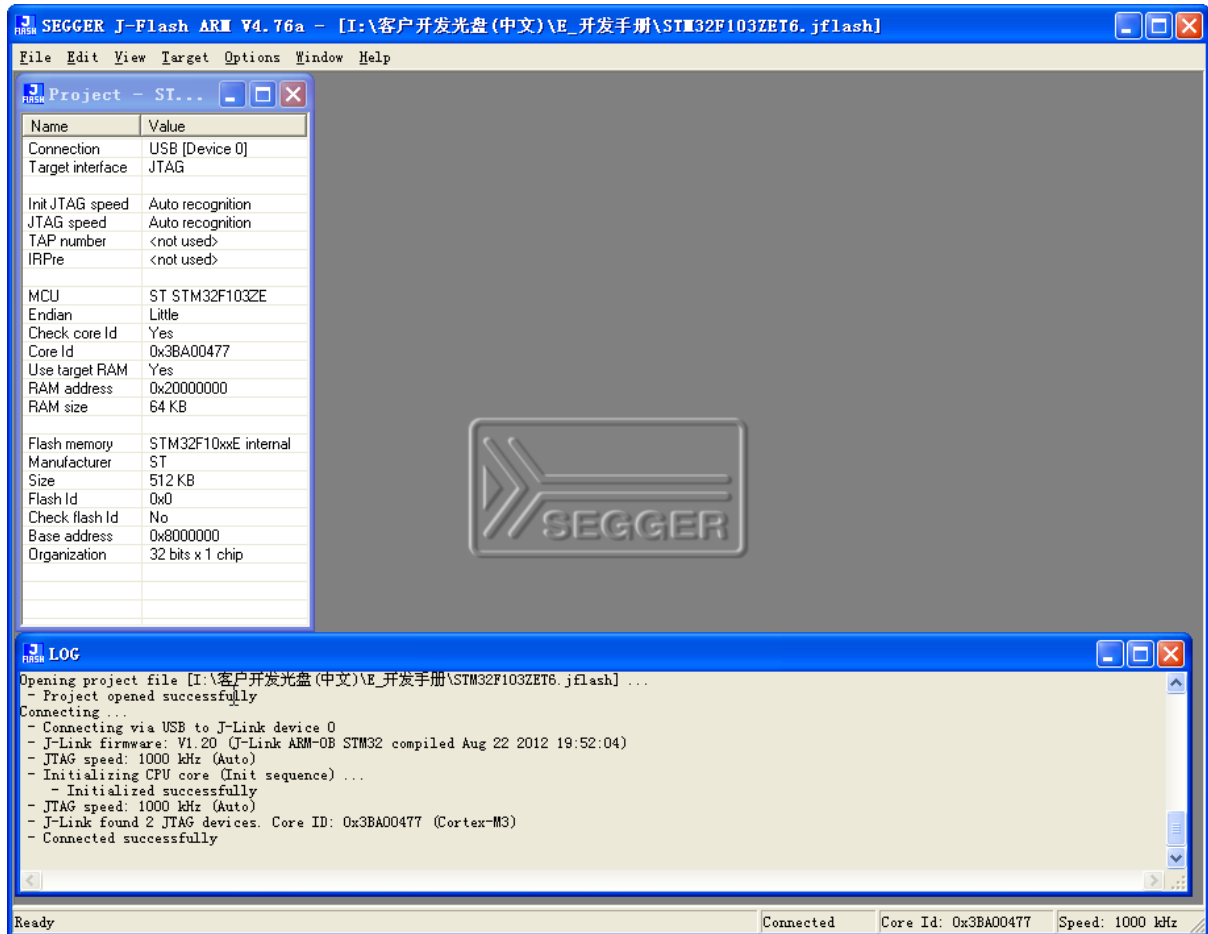 SEGGER J-Flash ARM V4.76a - [I:\客户开发光盘(中文)\E_开发手册\STM32F103ZET6.jflash]
File Edit View Target Options Window Help
Project - ST...
Name Value
Connection USB [Device 0]
Target interface JTAG
Init JTAG speed Auto recognition
JTAG speed Auto recognition
TAP number <not used>
IRPre <not used>
MCU ST STM32F103ZE
Endian Little
Check core Id Yes
Core Id 0x3BA00477
Use target RAM Yes
RAM address 0x20000000
RAM size 64 KB
Flash memory STM32F10xxE internal
Manufacturer ST
Size 512 KB
Flash Id 0x0
Check flash Id No
Base address 0x8000000
Organization 32 bits x 1 chip
SEGGER
LOG
Opening project file [I:\客户开发光盘(中文)\E_开发手册\STM32F103ZET6.jflash] ...
- Project opened successfully
Connecting ...
- Connecting via USB to J-Link device 0
- J-Link firmware: V1.20 (J-Link ARM-OB STM32 compiled Aug 22 2012 19:52:04)
- JTAG speed: 1000 kHz (Auto)
- Initializing CPU core (Init sequence) ...
- Initialized successfully
- JTAG speed: 1000 kHz (Auto)
- J-Link found 2 JTAG devices. Core ID: 0x3BA00477 (Cortex-M3)
- Connected successfully
Ready Connected Core Id: 0x3BA00477 Speed: 1000 kHz